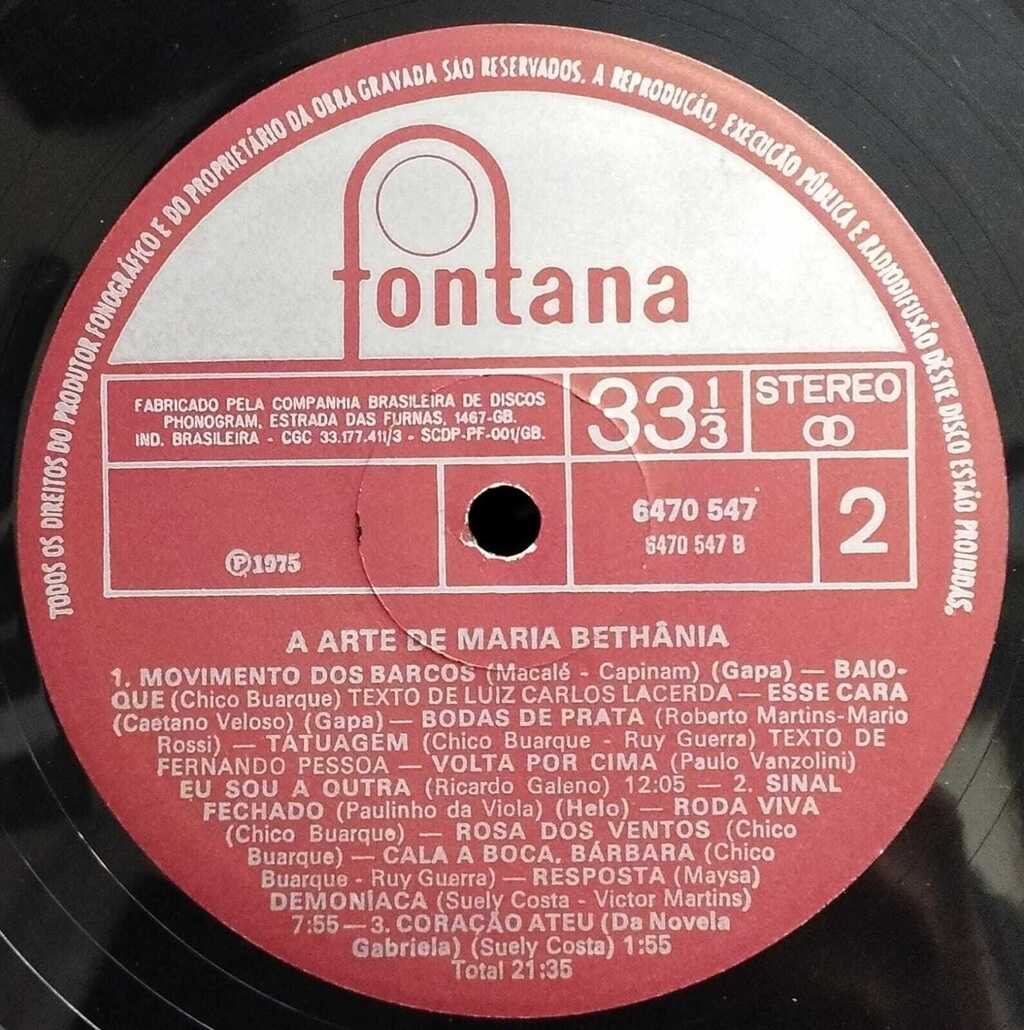 TODOS OS DIREITOS DO PRODUTOR FONOGRÁFICO E DO PROPRIETÁRIO DA OBRA GRAVADA SÃO RESERVADOS. A REPRODUÇÃO, EXECUÇÃO PÚBLICA E RADIODIFUSÃO DÊSTE DISCO ESTÃO PROIBIDAS.
fontana
FABRICADO PELA COMPANHIA BRASILEIRA DE DISCOS
PHONOGRAM, ESTRADA DAS FURNAS, 1467-GB.
IND. BRASILEIRA - CGC 33.177.411/3 - SCDP-PF-001/GB.
33 1/3
STEREO
6470 547
6470 547 B
2
℗1975
A ARTE DE MARIA BETHÂNIA
1. MOVIMENTO DOS BARCOS (Macalé - Capinam) (Gapa) — BAIO-
QUE (Chico Buarque) TEXTO DE LUIZ CARLOS LACERDA — ESSE CARA
(Caetano Veloso) (Gapa) — BODAS DE PRATA (Roberto Martins-Mario
Rossi) — TATUAGEM (Chico Buarque - Ruy Guerra) TEXTO DE
FERNANDO PESSOA — VOLTA POR CIMA (Paulo Vanzolini)
EU SOU A OUTRA (Ricardo Galeno) 12:05 — 2. SINAL
FECHADO (Paulinho da Viola) (Helo) — RODA VIVA
(Chico Buarque) — ROSA DOS VENTOS (Chico
Buarque) — CALA A BOCA, BÁRBARA (Chico
Buarque - Ruy Guerra) — RESPOSTA (Maysa)
DEMONÍACA (Suely Costa - Victor Martins)
7:55 — 3. CORAÇÃO ATEU (Da Novela
Gabriela) (Suely Costa) 1:55
Total 21:35